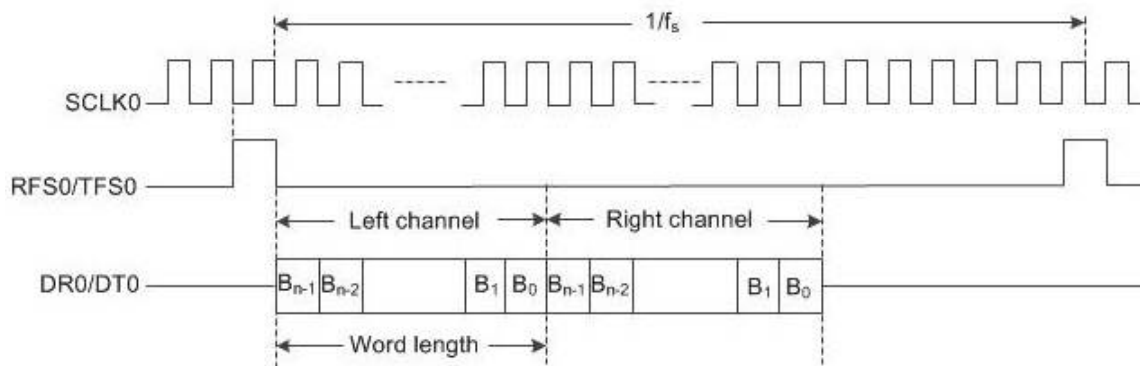 1/fs
SCLK0
RFS0/TFS0
Left channel Right channel
DR0/DT0 Bn-1 Bn-2 B1 B0 Bn-1 Bn-2 B1 B0
Word length